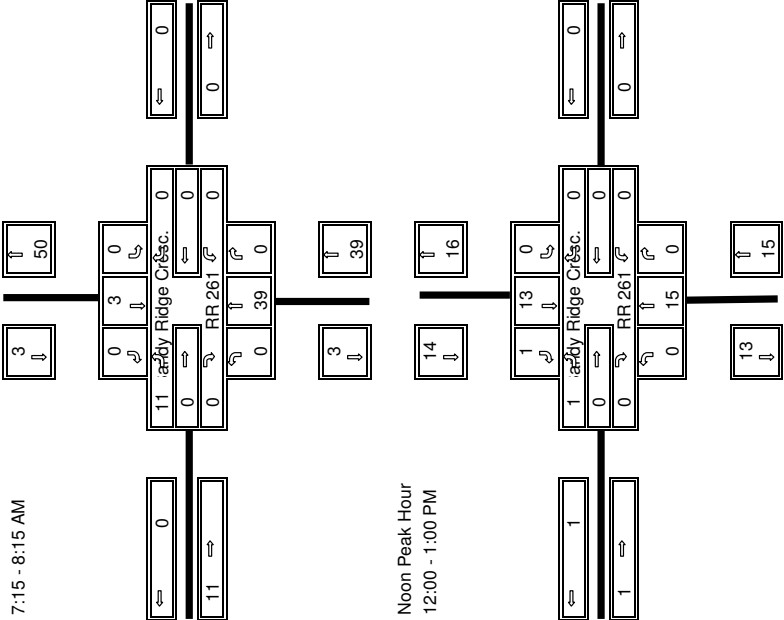 7:15 - 8:15 AM
3 50
0 3 0
0 11 andy Ridge Cresc. 0 0
0 0
11 0 RR 261 0 0
0 39 0
3 39
Noon Peak Hour
12:00 - 1:00 PM
14 16
1 13 0
1 1 andy Ridge Cresc. 0 0
0 0
1 0 RR 261 0 0
0 15 0
13 15